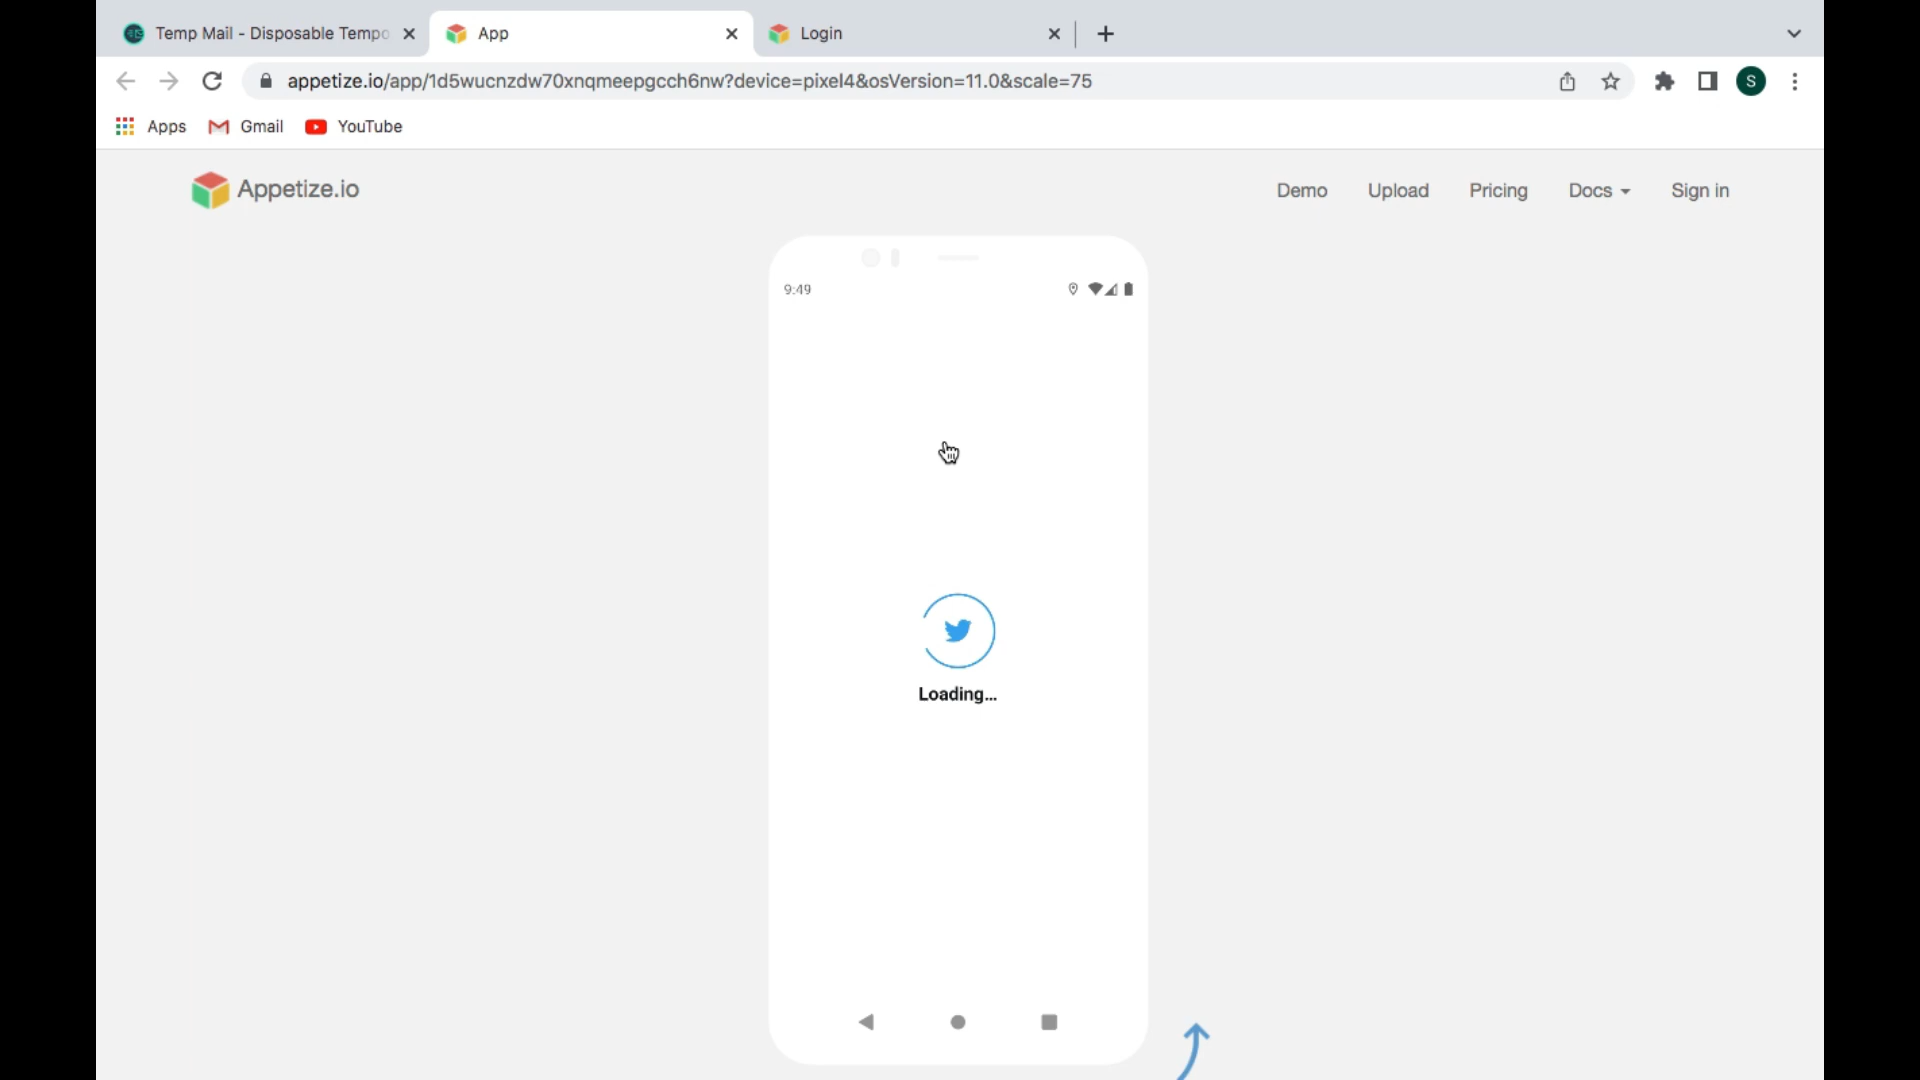 Temp Mail - Disposable Tempo
App
Login
appetize.io/app/1d5wucnzdw70xnqmeepgcch6nw?device=pixel4&osVersion=11.0&scale=75
S
Apps
Gmail
YouTube
Appetize.io
Demo
Upload
Pricing
Docs
Sign in
9:49
Loading...